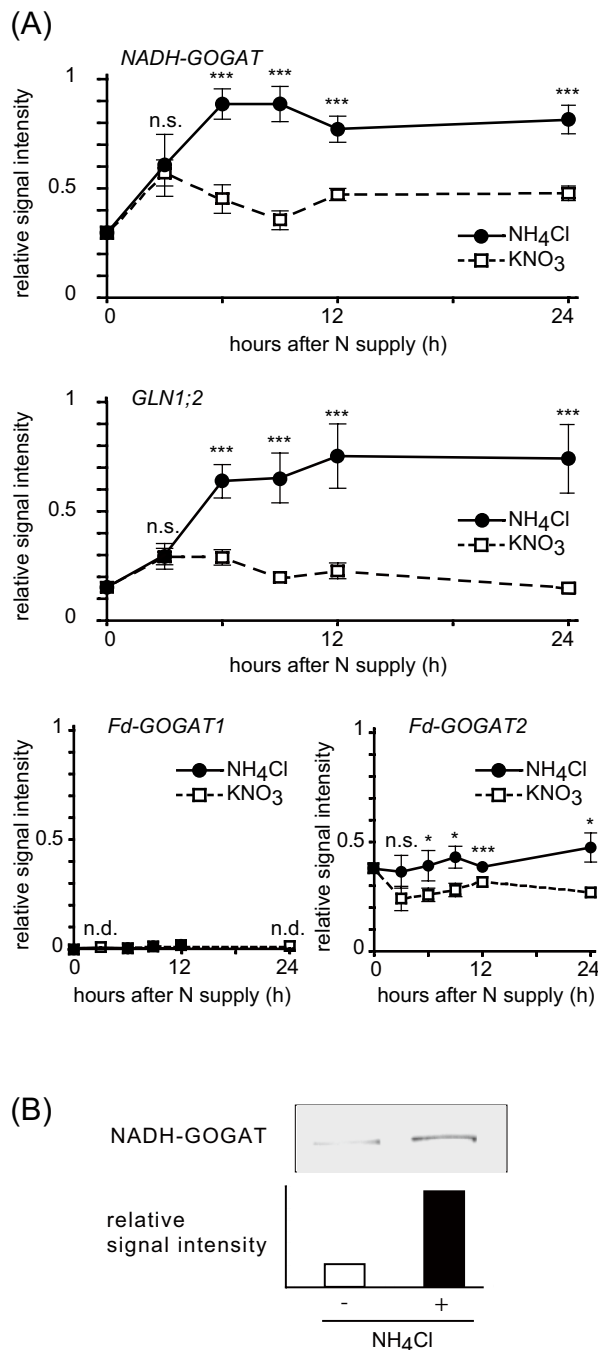 (A)
NADH-GOGAT
1
0.5
0
relative signal intensity
n.s.
***
***
***
***
NH4Cl
KNO3
0
12
24
hours after N supply (h)
GLN1;2
1
0.5
0
relative signal intensity
n.s.
***
***
***
***
NH4Cl
KNO3
0
12
24
hours after N supply (h)
Fd-GOGAT1
1
0.5
0
relative signal intensity
NH4Cl
KNO3
n.d.
n.d.
0
12
24
hours after N supply (h)
Fd-GOGAT2
1
0.5
0
relative signal intensity
NH4Cl
KNO3
n.s.
*
*
***
*
0
12
24
hours after N supply (h)
(B)
NADH-GOGAT
relative
signal intensity
-
+
NH4Cl